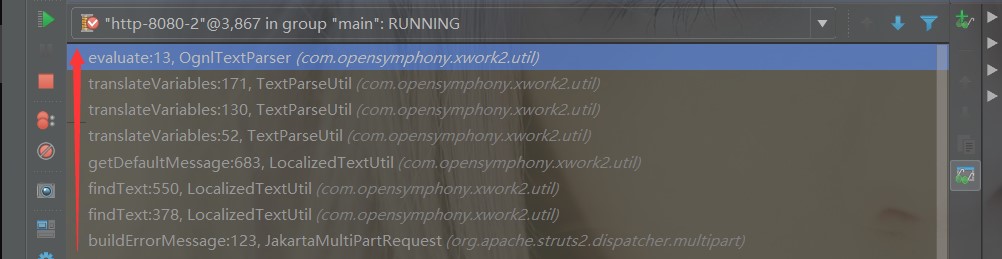 "http-8080-2"@3,867 in group "main": RUNNING
evaluate:13, OgnlTextParser (com.opensymphony.xwork2.util)
translateVariables:171, TextParseUtil (com.opensymphony.xwork2.util)
translateVariables:130, TextParseUtil (com.opensymphony.xwork2.util)
translateVariables:52, TextParseUtil (com.opensymphony.xwork2.util)
getDefaultMessage:683, LocalizedTextUtil (com.opensymphony.xwork2.util)
findText:550, LocalizedTextUtil (com.opensymphony.xwork2.util)
findText:378, LocalizedTextUtil (com.opensymphony.xwork2.util)
buildErrorMessage:123, JakartaMultiPartRequest (org.apache.struts2.dispatcher.multipart)